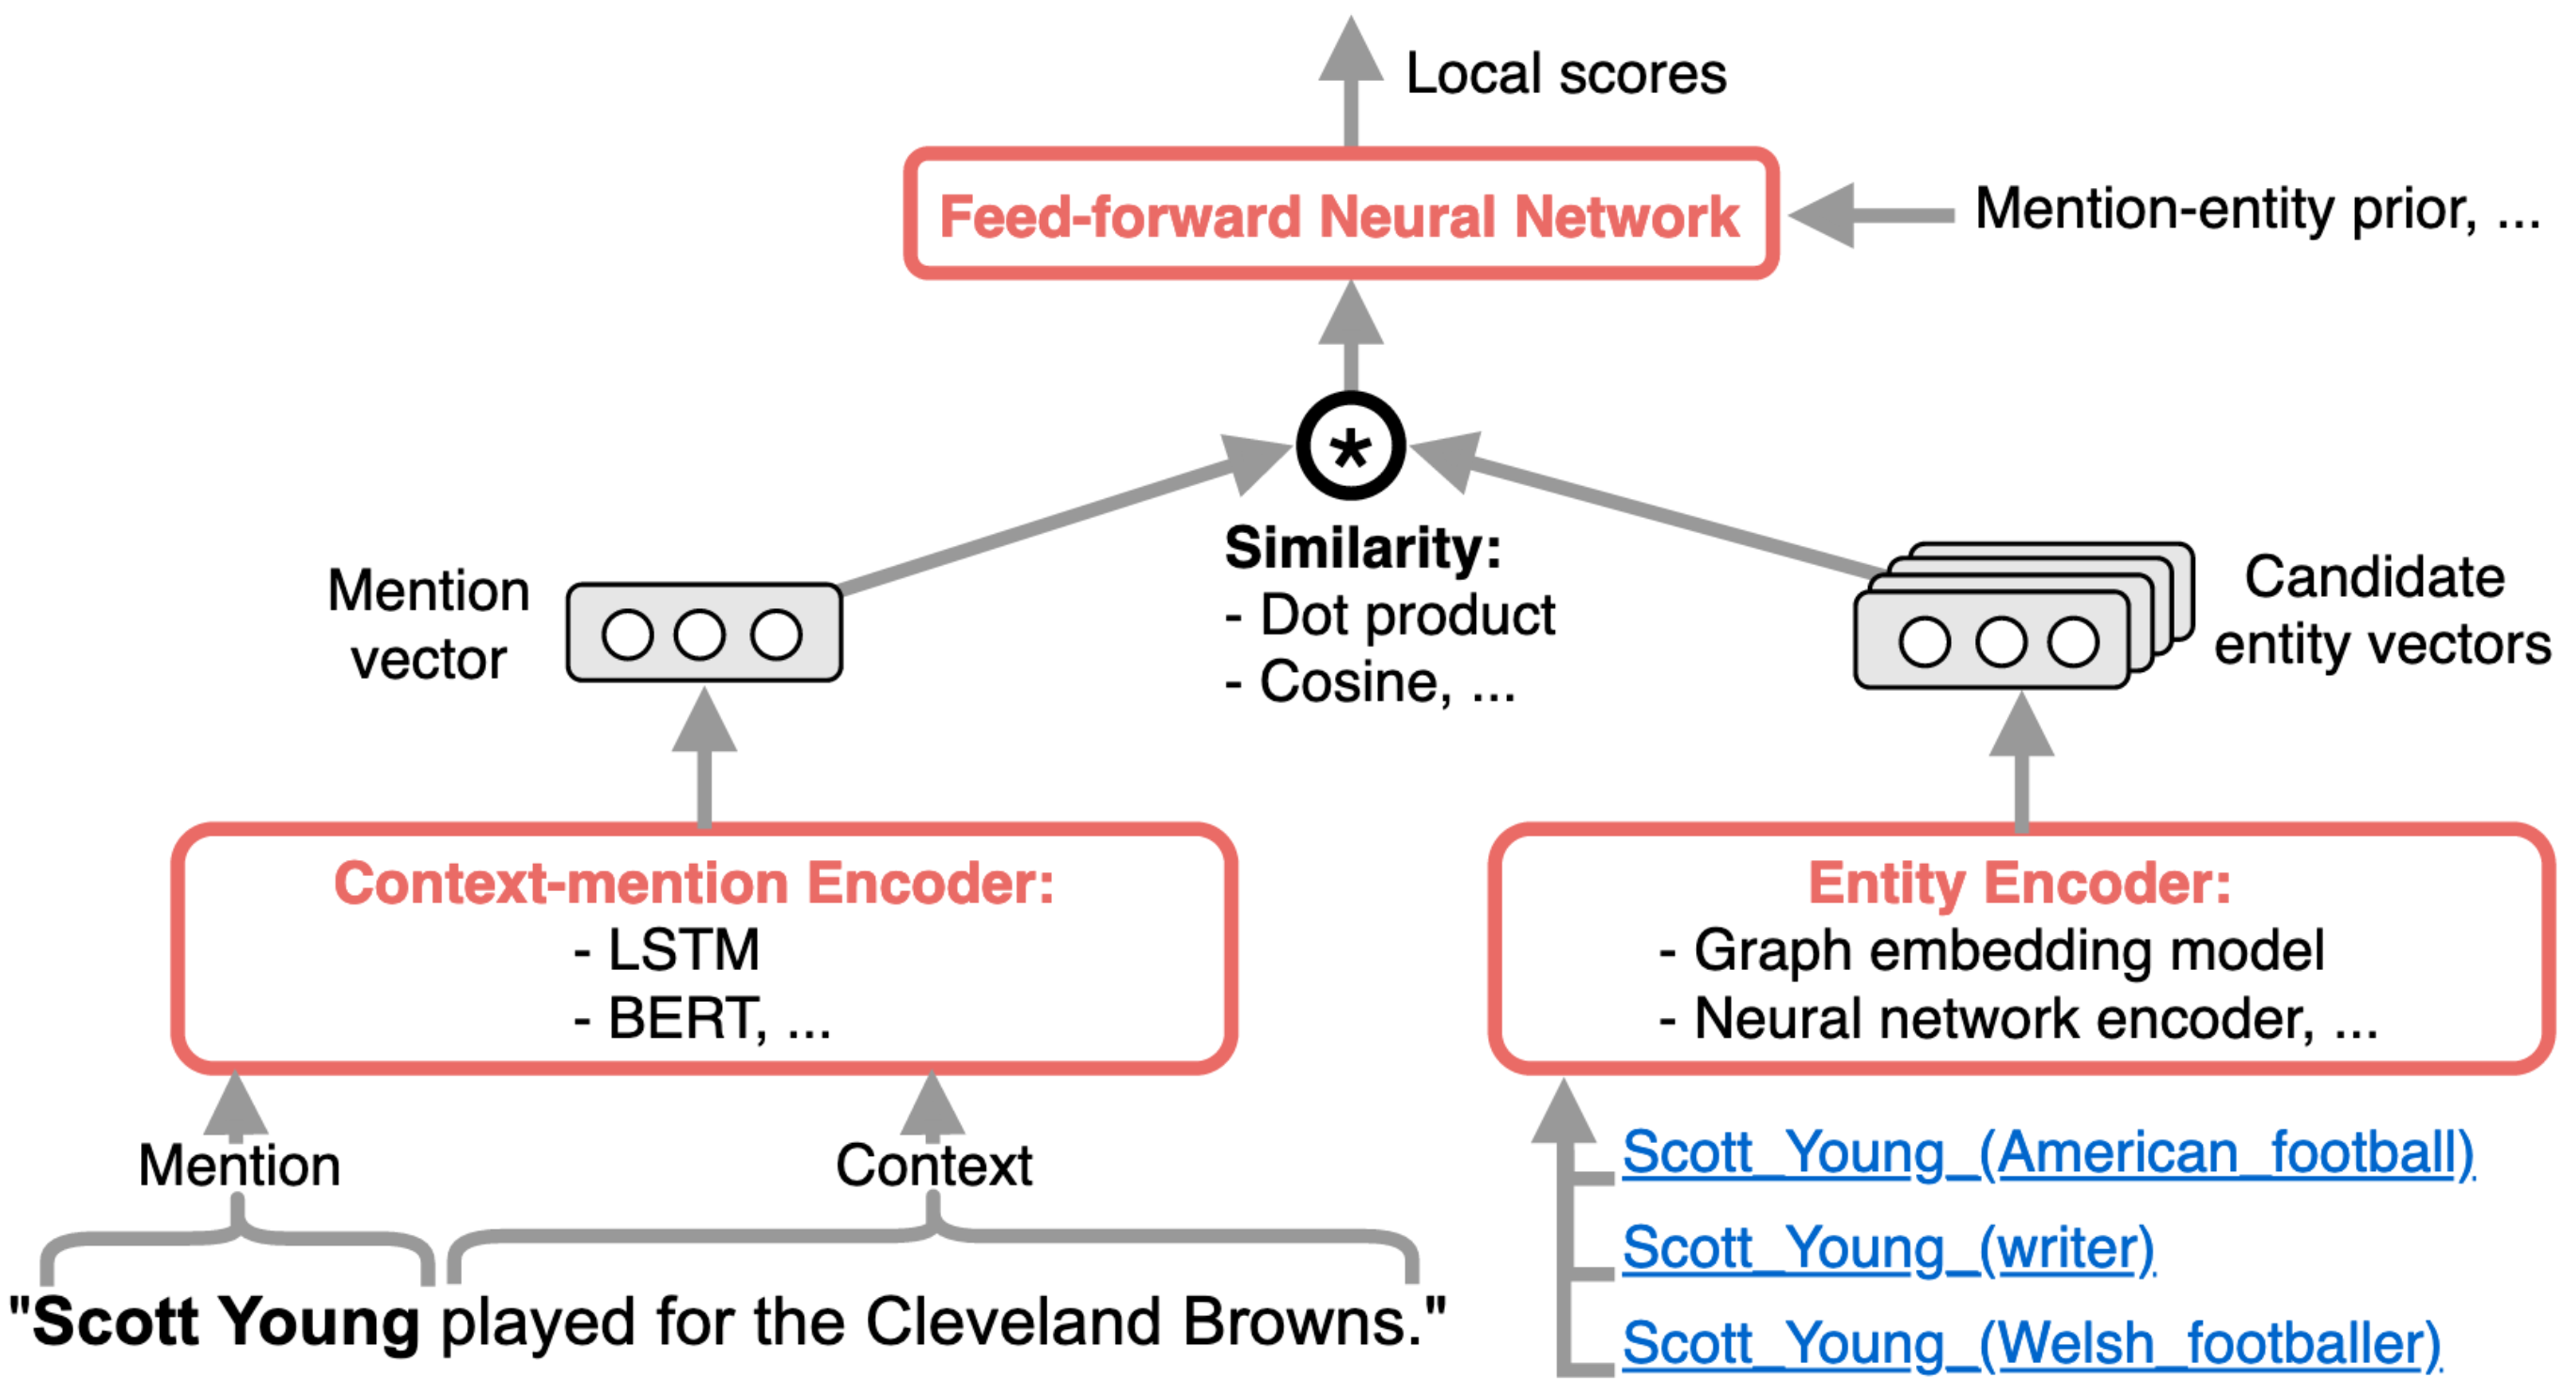 Local scores
Feed-forward Neural Network
Mention-entity prior, ...
*
Similarity:
- Dot product
- Cosine, ...
Mention
vector
Candidate
entity vectors
Context-mention Encoder:
- LSTM
- BERT, ...
Entity Encoder:
- Graph embedding model
- Neural network encoder, ...
Mention
Context
"Scott Young played for the Cleveland Browns."
Scott_Young_(American_football)
Scott_Young_(writer)
Scott_Young_(Welsh_footballer)